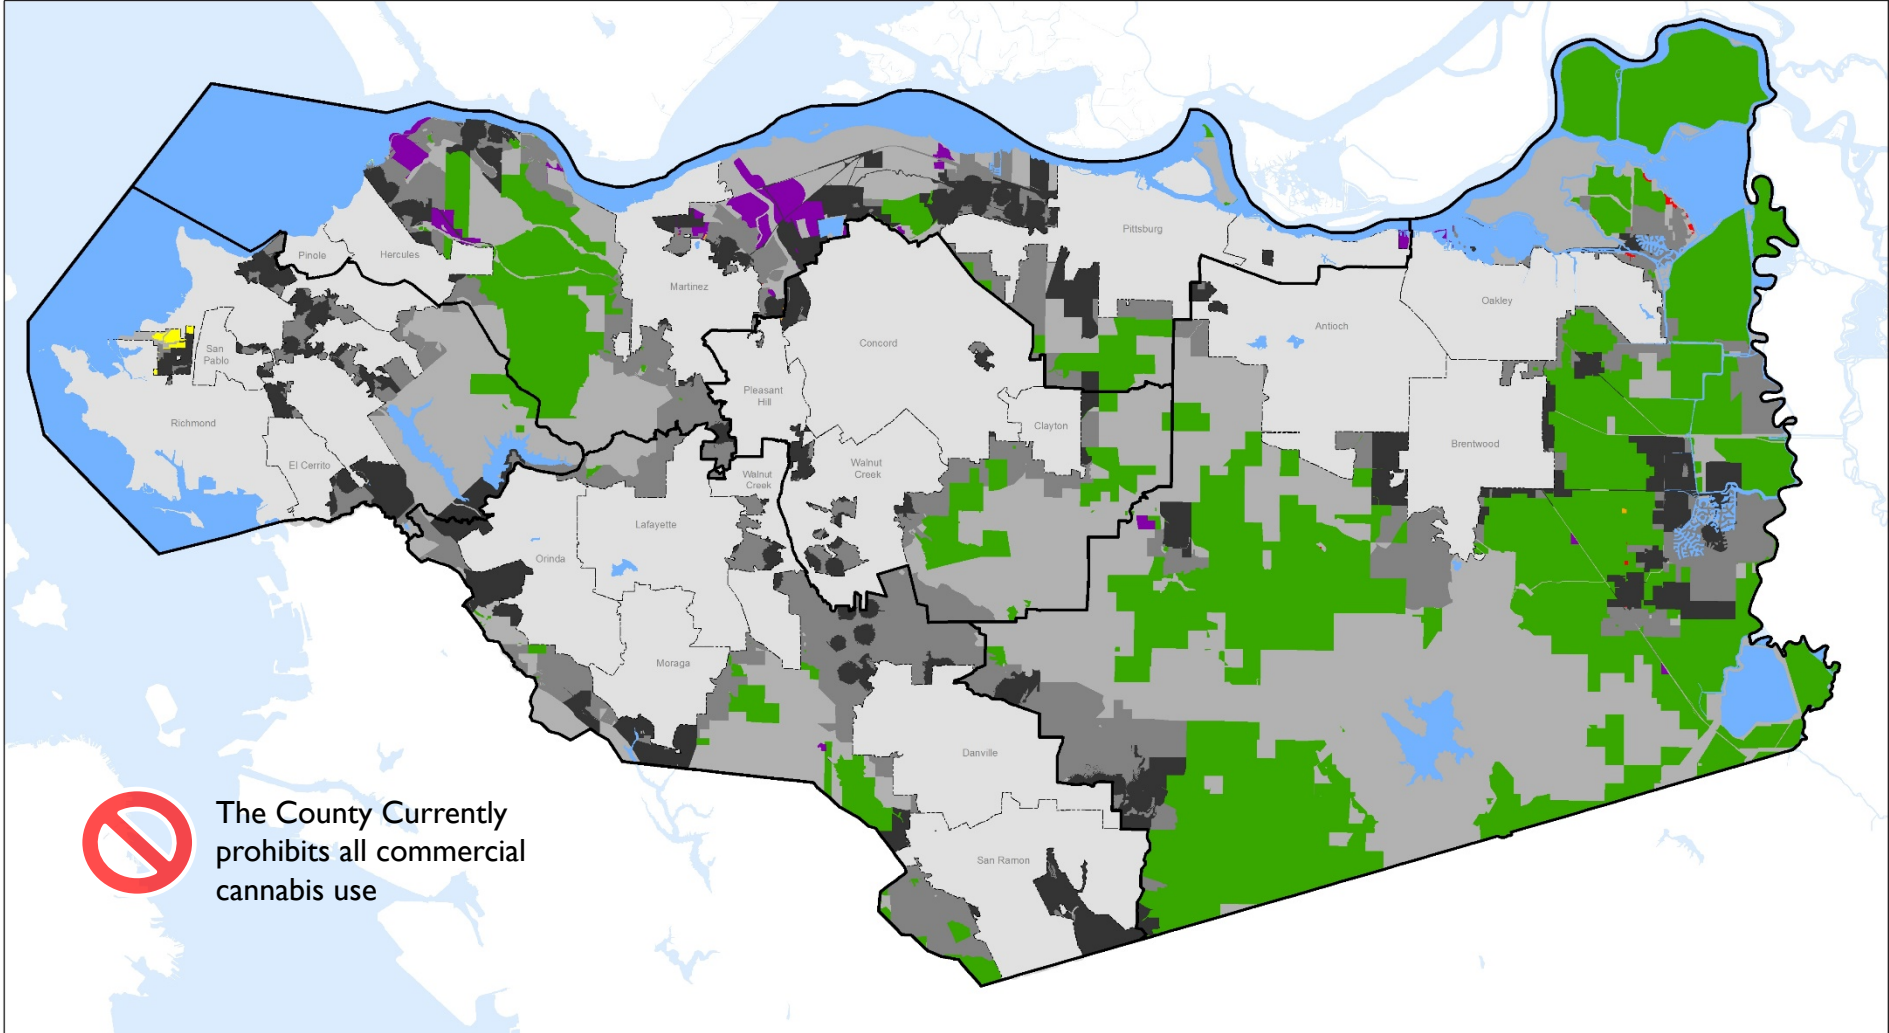 Pinole
Hercules
Martinez
Pittsburg
Oakley
Antioch
San
Pablo
Concord
Pleasant
Hill
Richmond
Clayton
Brentwood
El Cerrito
Walnut
Creek
Walnut
Creek
Lafayette
Orinda
Moraga
Danville
San Ramon
The County Currently
prohibits all commercial
cannabis use